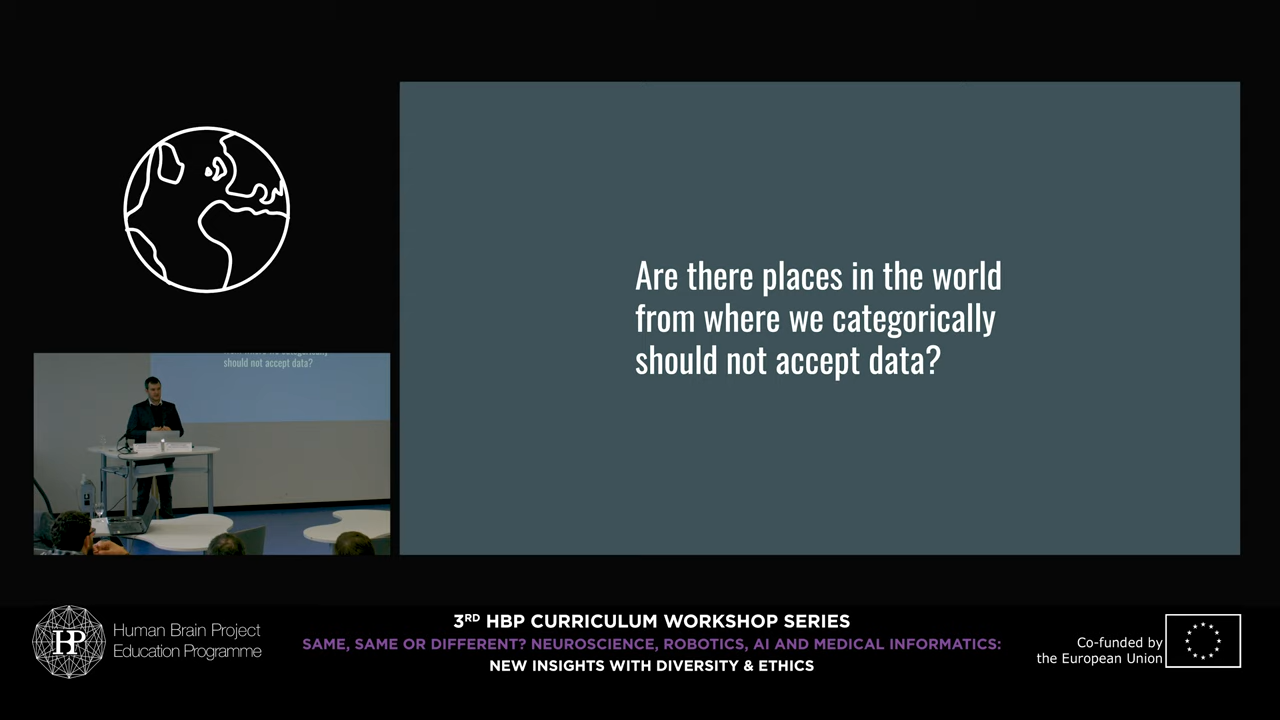 Are there places in the world
from where we categorically
should not accept data?
should not accept data?
HP
Human Brain Project
Education Programme
3RD HBP CURRICULUM WORKSHOP SERIES
SAME, SAME OR DIFFERENT? NEUROSCIENCE, ROBOTICS, AI AND MEDICAL INFORMATICS:
NEW INSIGHTS WITH DIVERSITY & ETHICS
Co-funded by
the European Union